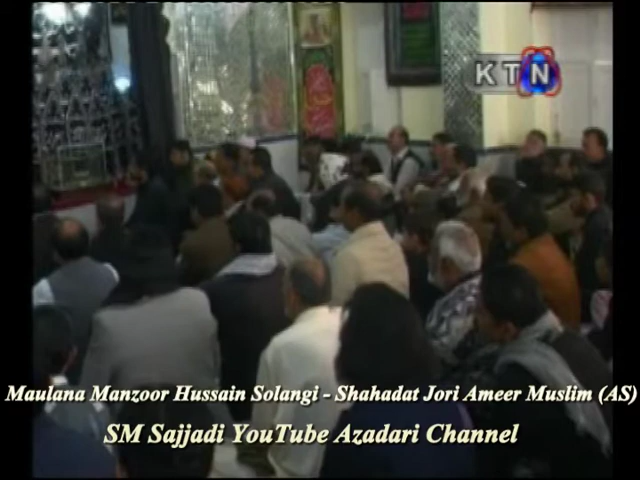 KTN
Maulana Manzoor Hussain Solangi - Shahadat Jori Ameer Muslim (AS)
SM Sajjadi YouTube Azadari Channel